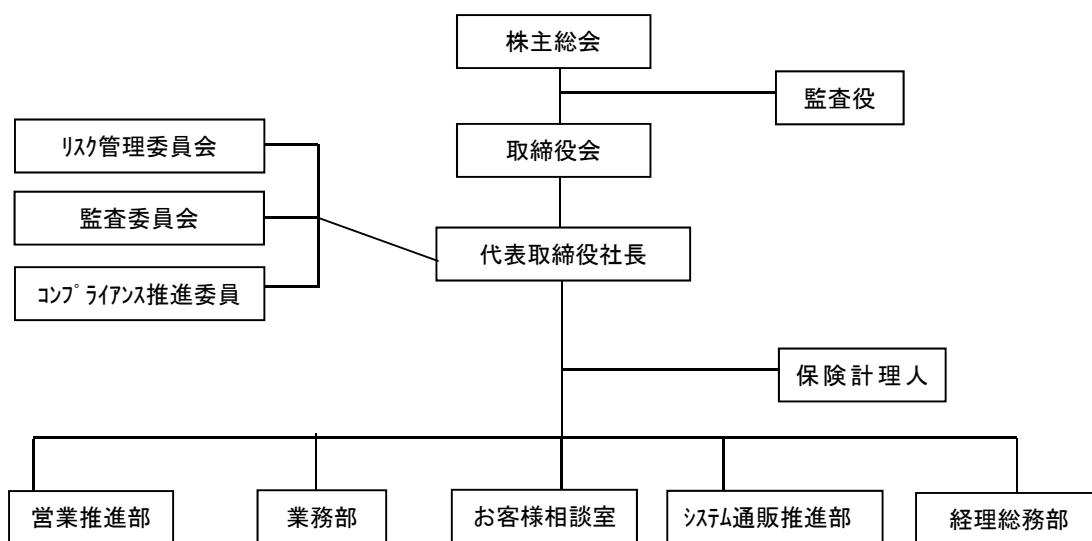 株主総会
監査役
取締役会
ﾘｽｸ管理委員会
監査委員会
代表取締役社長
ｺﾝﾌﾟﾗｲｱﾝｽ推進委員
保険計理人
営業推進部
業務部
お客様相談室
ｼｽﾃﾑ通販推進部
経理総務部